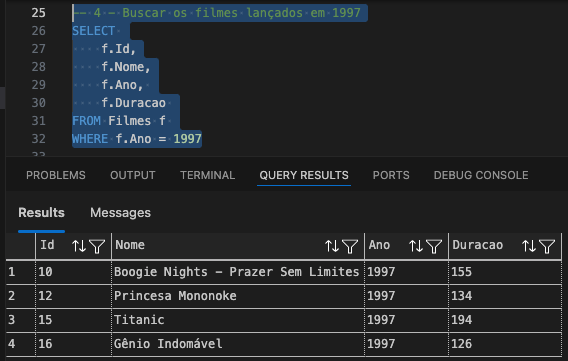 25 -- 4 - Buscar os filmes lançados em 1997
26 SELECT
27 f.Id,
28 f.Nome,
29 f.Ano,
30 f.Duracao
31 FROM Filmes f
32 WHERE f.Ano = 1997
33
PROBLEMS OUTPUT TERMINAL QUERY RESULTS PORTS DEBUG CONSOLE
Results Messages
Id Nome Ano Duracao
1 10 Boogie Nights - Prazer Sem Limites 1997 155
2 12 Princesa Mononoke 1997 134
3 15 Titanic 1997 194
4 16 Gênio Indomável 1997 126